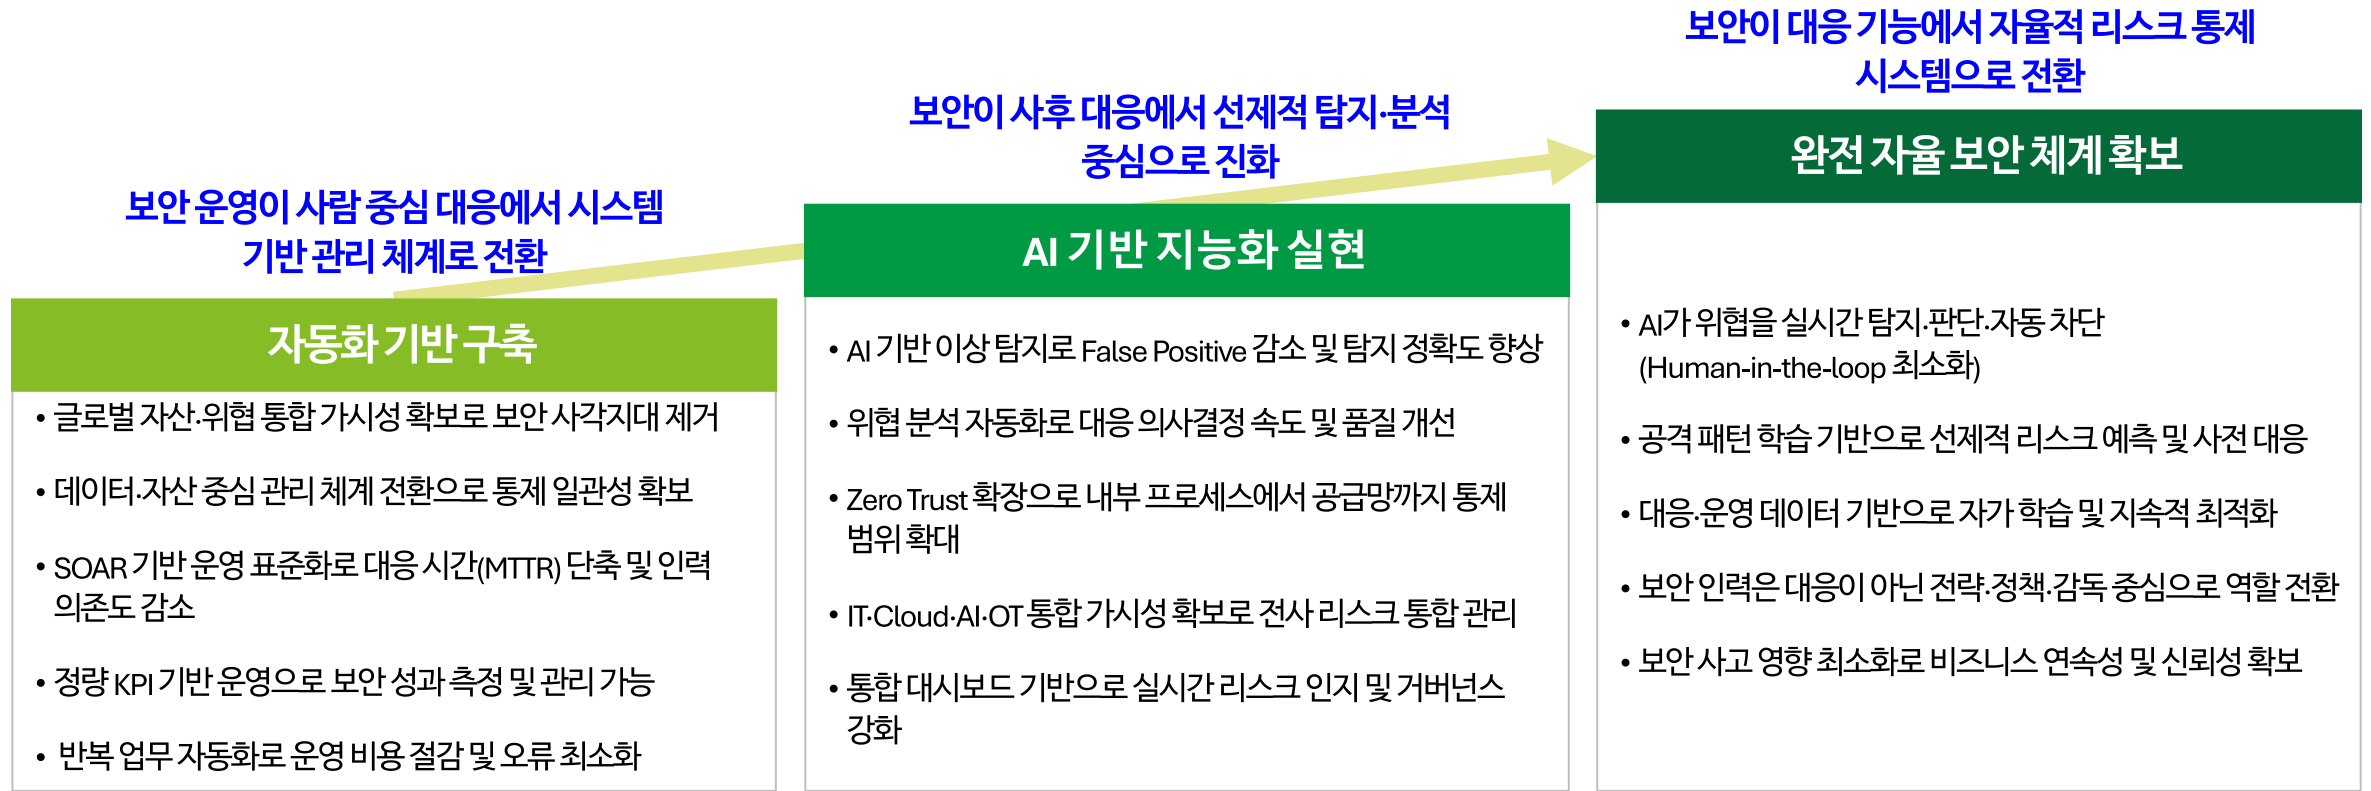 보안 운영이 사람 중심 대응에서 시스템
기반 관리 체계로 전환
자동화 기반 구축
• 글로벌 자산·위협 통합 가시성 확보로 보안 사각지대 제거
• 데이터·자산 중심 관리 체계 전환으로 통제 일관성 확보
• SOAR 기반 운영 표준화로 대응 시간(MTTR) 단축 및 인력
의존도 감소
• 정량 KPI 기반 운영으로 보안 성과 측정 및 관리 가능
• 반복 업무 자동화로 운영 비용 절감 및 오류 최소화
보안이 사후 대응에서 선제적 탐지·분석
중심으로 진화
AI 기반 지능화 실현
• AI 기반 이상 탐지로 False Positive 감소 및 탐지 정확도 향상
• 위협 분석 자동화로 대응 의사결정 속도 및 품질 개선
• Zero Trust 확장으로 내부 프로세스에서 공급망까지 통제
범위 확대
• IT·Cloud·AI·OT 통합 가시성 확보로 전사 리스크 통합 관리
• 통합 대시보드 기반으로 실시간 리스크 인지 및 거버넌스
강화
보안이 대응 기능에서 자율적 리스크 통제
시스템으로 전환
완전 자율 보안 체계 확보
• AI가 위협을 실시간 탐지·판단·자동 차단
(Human-in-the-loop 최소화)
• 공격 패턴 학습 기반으로 선제적 리스크 예측 및 사전 대응
• 대응·운영 데이터 기반으로 자가 학습 및 지속적 최적화
• 보안 인력은 대응이 아닌 전략·정책·감독 중심으로 역할 전환
• 보안 사고 영향 최소화로 비즈니스 연속성 및 신뢰성 확보